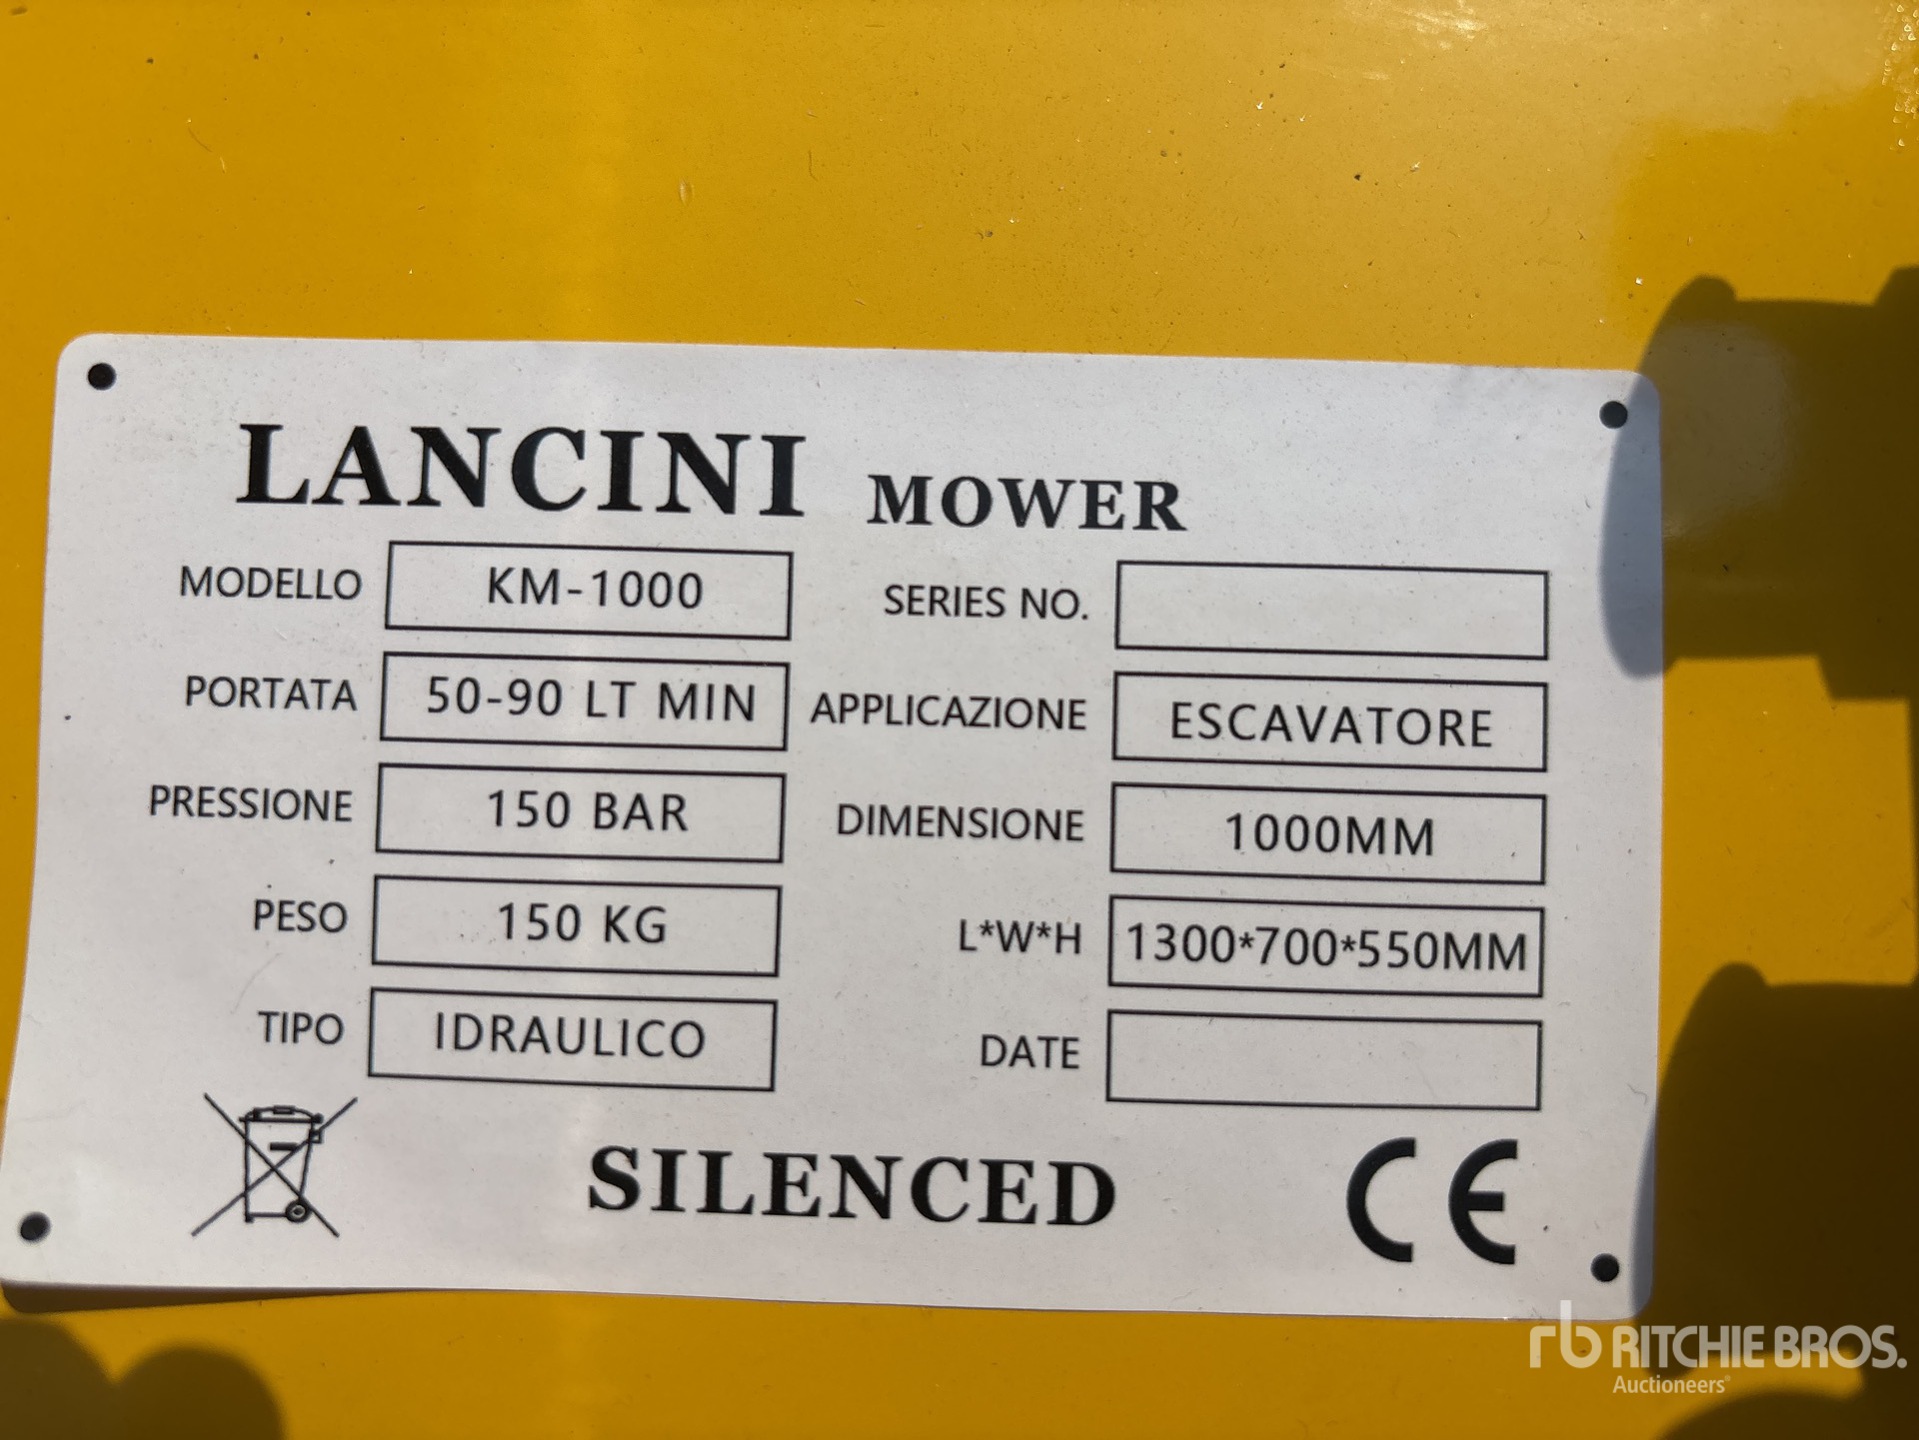 LANCINI MOWER
MODELLO KM-1000 SERIES NO.
PORTATA 50-90 LT MIN APPLICAZIONE ESCAVATORE
PRESSIONE 150 BAR DIMENSIONE 1000MM
PESO 150 KG L*W*H 1300*700*550MM
TIPO IDRAULICO DATE
SILENCED CE
rb RITCHIE BROS.
Auctioneers®